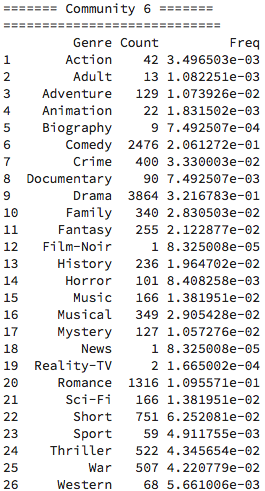 ======= Community 6 =======
===========================
Genre Count Freq
1 Action 42 3.496503e-03
2 Adult 13 1.082251e-03
3 Adventure 129 1.073926e-02
4 Animation 22 1.831502e-03
5 Biography 9 7.492507e-04
6 Comedy 2476 2.061272e-01
7 Crime 400 3.330003e-02
8 Documentary 90 7.492507e-03
9 Drama 3864 3.216783e-01
10 Family 340 2.830503e-02
11 Fantasy 255 2.122877e-02
12 Film-Noir 1 8.325008e-05
13 History 236 1.964702e-02
14 Horror 101 8.408258e-03
15 Music 166 1.381951e-02
16 Musical 349 2.905428e-02
17 Mystery 127 1.057276e-02
18 News 1 8.325008e-05
19 Reality-TV 2 1.665002e-04
20 Romance 1316 1.095571e-01
21 Sci-Fi 166 1.381951e-02
22 Short 751 6.252081e-02
23 Sport 59 4.911755e-03
24 Thriller 522 4.345654e-02
25 War 507 4.220779e-02
26 Western 68 5.661006e-03